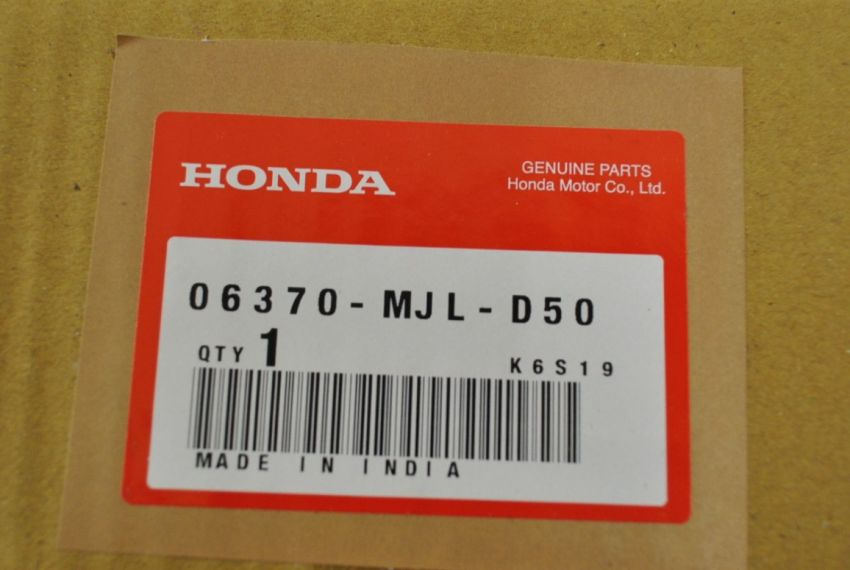 HONDA
GENUINE PARTS
Honda Motor Co., Ltd.
06370-MJL-D50
QTY 1
K6S19
MADE IN INDIA